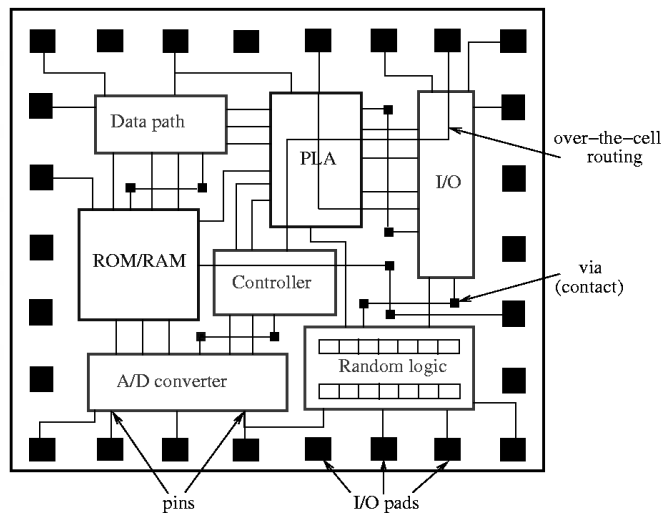 Data path
PLA
I/O
over-the-cell
routing
ROM/RAM
Controller
via
(contact)
A/D converter
Random logic
pins
I/O pads